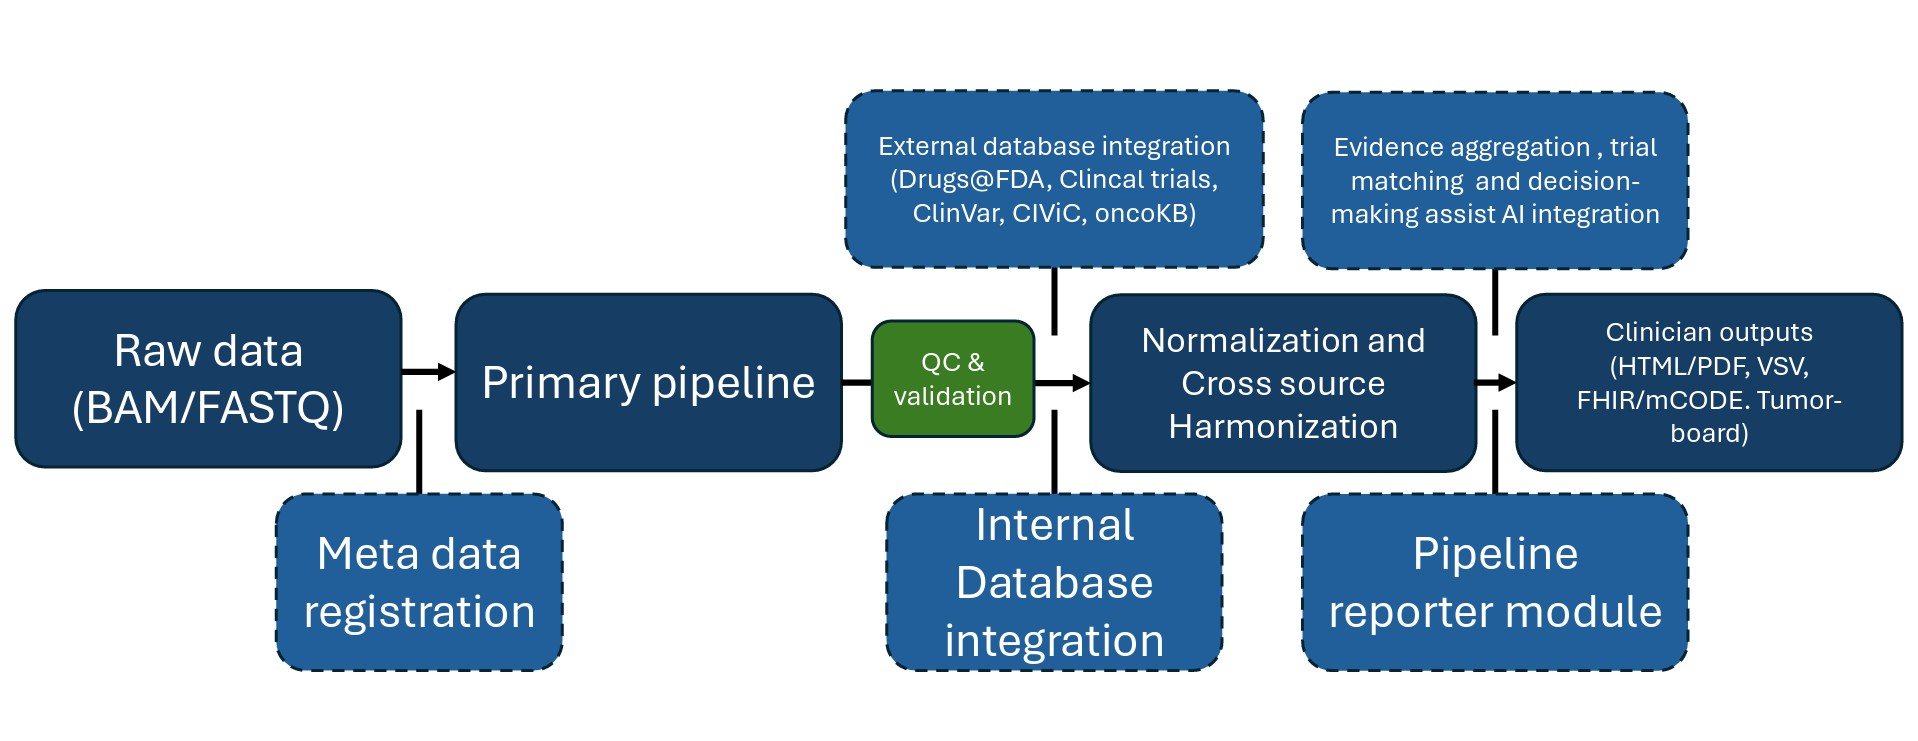 External database integration
(Drugs@FDA, Clincal trials,
ClinVar, CIViC, oncoKB)
Evidence aggregation , trial
matching and decision-
making assist AI integration
Raw data
(BAM/FASTQ)
Primary pipeline
QC &
validation
Normalization and
Cross source
Harmonization
Clinician outputs
(HTML/PDF, VSV,
FHIR/mCODE. Tumor-
board)
Meta data
registration
Internal
Database
integration
Pipeline
reporter module